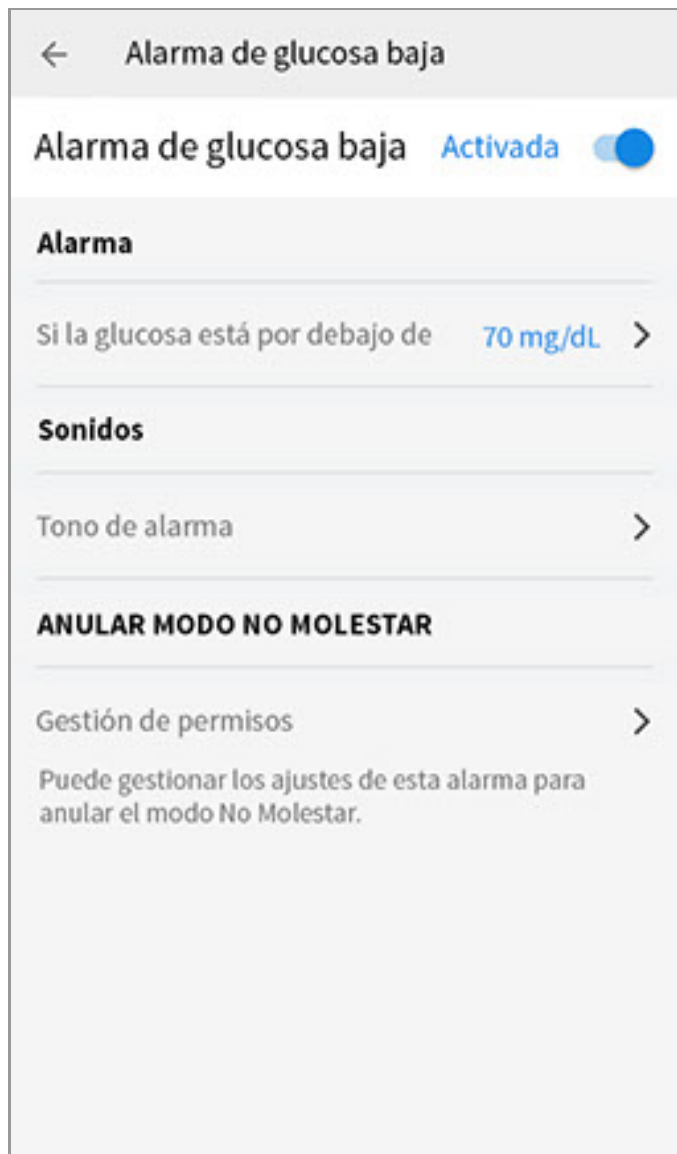 Alarma de glucosa baja
Alarma de glucosa baja Activada
Alarma
Si la glucosa está por debajo de 70 mg/dL
Sonidos
Tono de alarma
ANULAR MODO NO MOLESTAR
Gestión de permisos
Puede gestionar los ajustes de esta alarma para
anular el modo No Molestar.